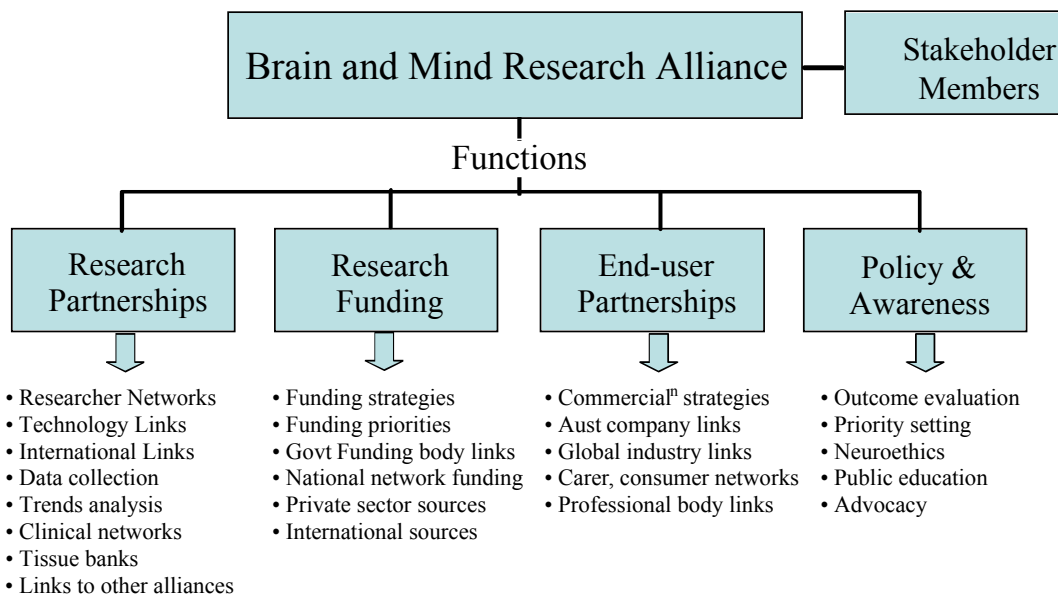 Brain and Mind Research Alliance
Stakeholder
Members
Functions
Research
Partnerships
• Researcher Networks
• Technology Links
• International Links
• Data collection
• Trends analysis
• Clinical networks
• Tissue banks
• Links to other alliances
Research
Funding
• Funding strategies
• Funding priorities
• Govt Funding body links
• National network funding
• Private sector sources
• International sources
End-user
Partnerships
• Commercialⁿ strategies
• Aust company links
• Global industry links
• Carer, consumer networks
• Professional body links
Policy &
Awareness
• Outcome evaluation
• Priority setting
• Neuroethics
• Public education
• Advocacy